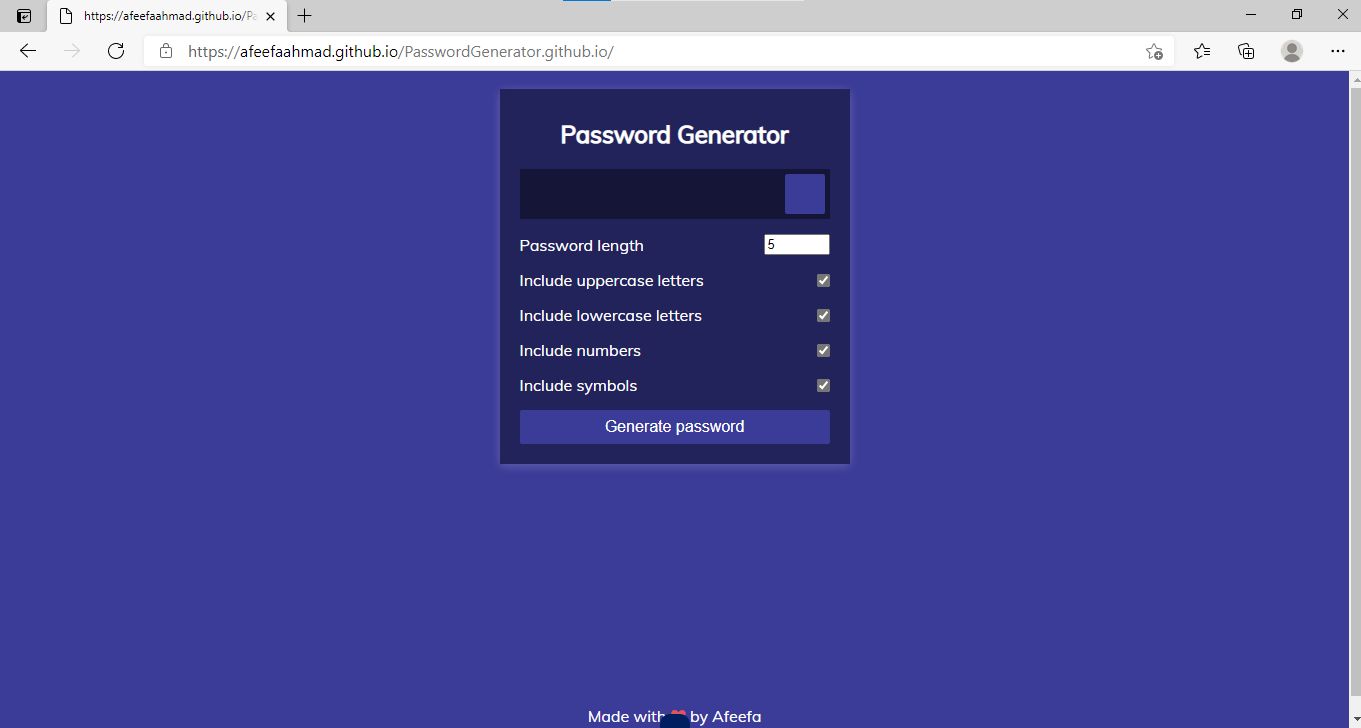 https://afeefaahmad.github.io/Pa
https://afeefaahmad.github.io/PasswordGenerator.github.io/
Password Generator
Password length 5
Include uppercase letters
Include lowercase letters
Include numbers
Include symbols
Generate password
Made with ❤ by Afeefa